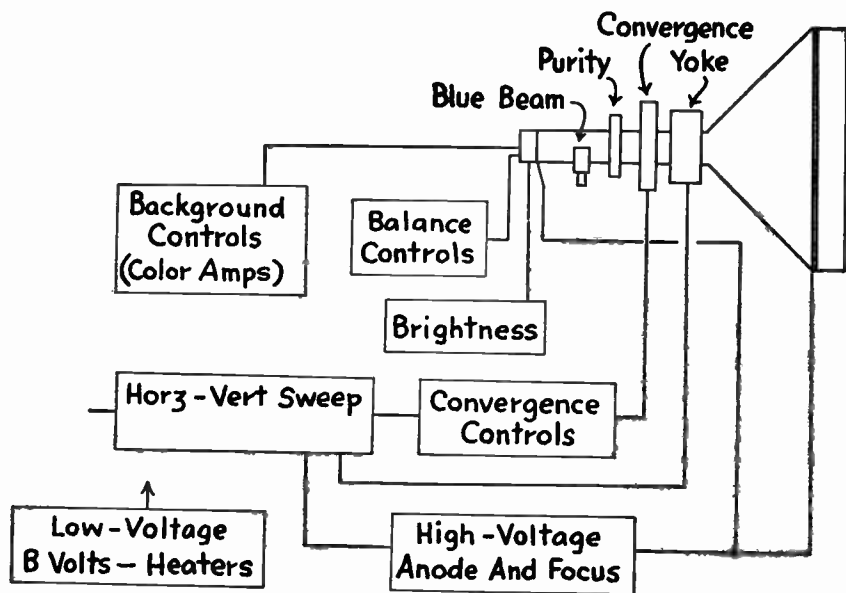 Convergence
Purity
Yoke
Blue Beam
Background
Controls
(Color Amps)
Balance
Controls
Brightness
Horz-Vert Sweep
Convergence
Controls
Low-Voltage
B Volts - Heaters
High-Voltage
Anode And Focus